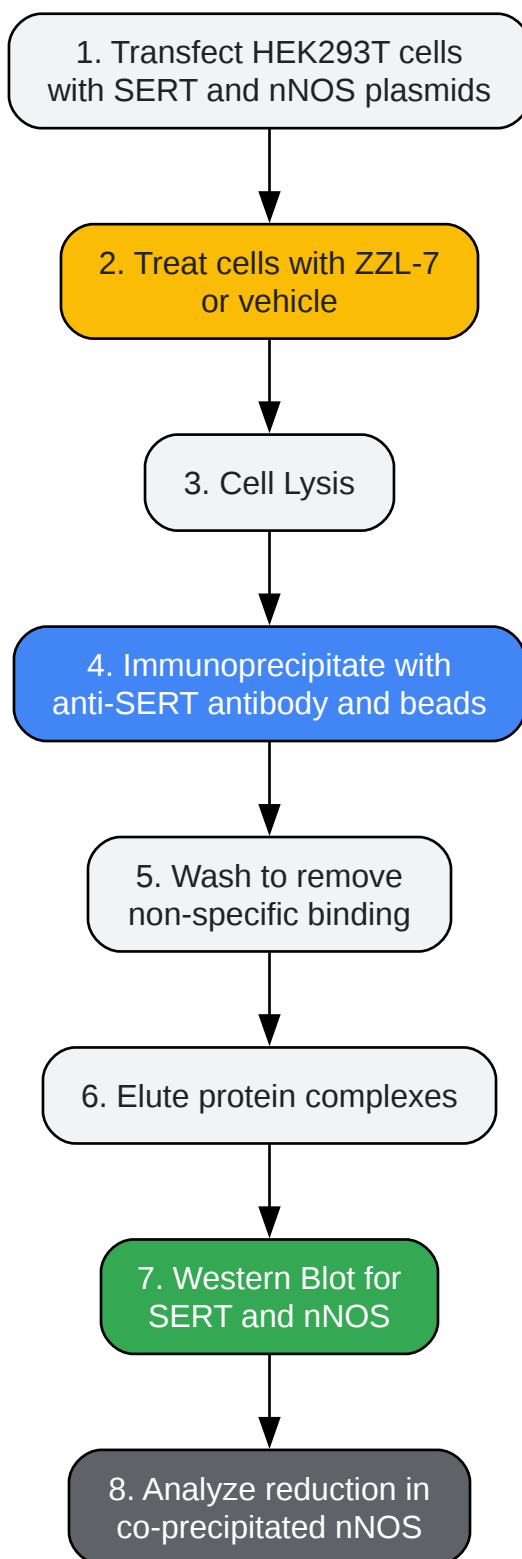 1. Transfect HEK293T cells
with SERT and nNOS plasmids
2. Treat cells with ZZL-7
or vehicle
3. Cell Lysis
4. Immunoprecipitate with
anti-SERT antibody and beads
5. Wash to remove
non-specific binding
6. Elute protein complexes
7. Western Blot for
SERT and nNOS
8. Analyze reduction in
co-precipitated nNOS